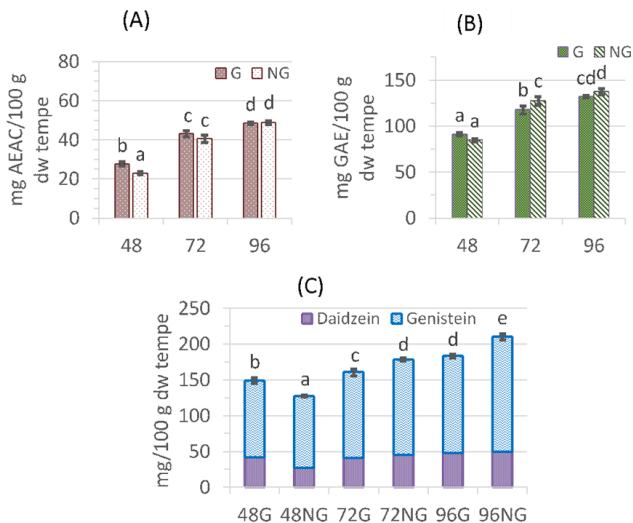 (A)
G NG
mg AEAC/100 g
dw tempe
80
60
40
20
0
b a c c d d
48 72 96
(B)
G NG
mg GAE/100 g
dw tempe
150
100
50
0
a a b c cd d
48 72 96
(C)
Daidzein Genistein
mg/100 g dw tempe
250
200
150
100
50
0
b a c d d e
48G 48NG 72G 72NG 96G 96NG